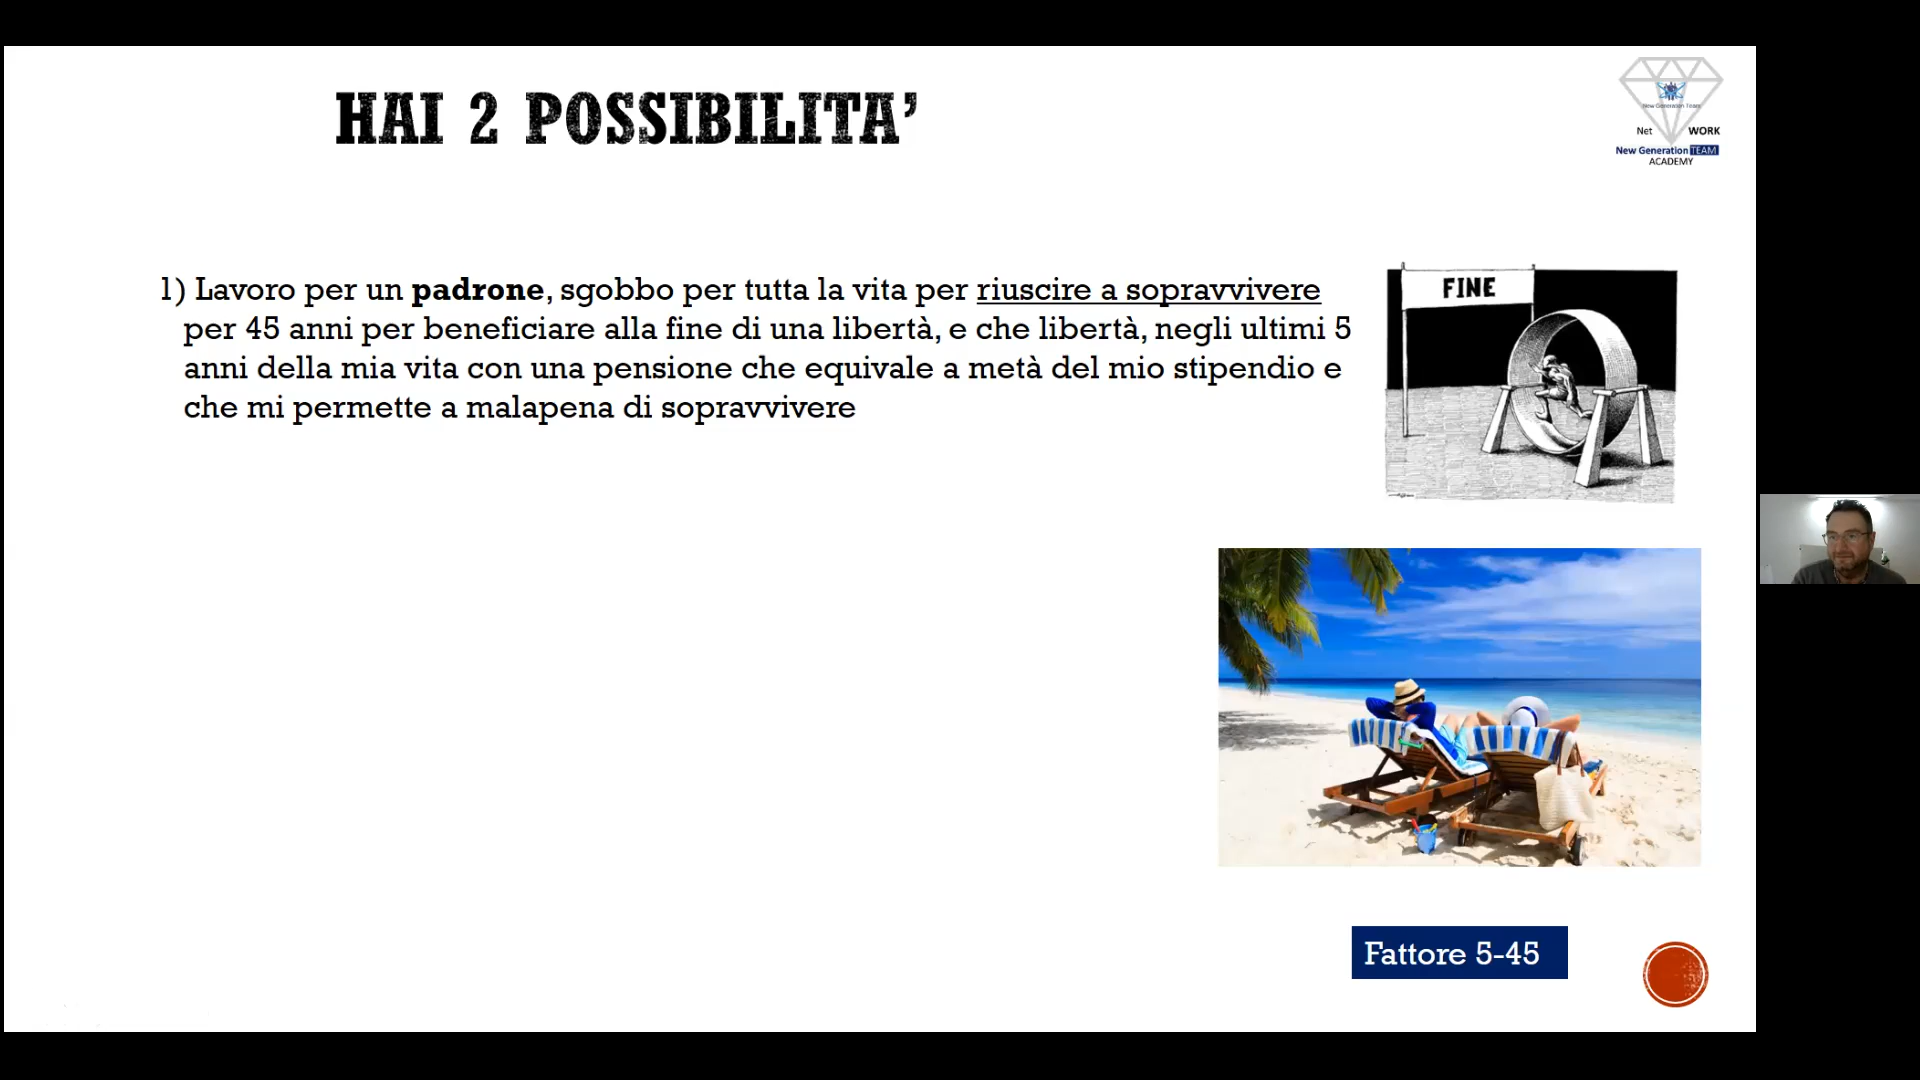 HAI 2 POSSIBILITA’
New Generation Team
Net WORK
New Generation TEAM
ACADEMY
1) Lavoro per un padrone, sgobbo per tutta la vita per riuscire a sopravvivere
per 45 anni per beneficiare alla fine di una libertà, e che libertà, negli ultimi 5
anni della mia vita con una pensione che equivale a metà del mio stipendio e
che mi permette a malapena di sopravvivere
FINE
Fattore 5-45